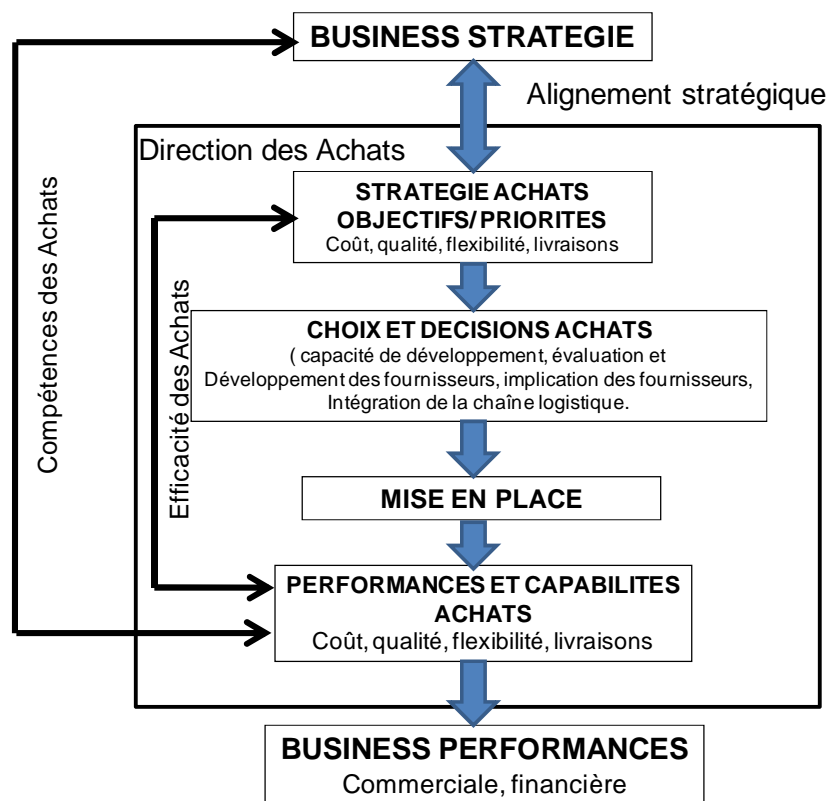 BUSINESS STRATEGIE
Alignement stratégique
Direction des Achats
STRATEGIE ACHATS
OBJECTIFS/ PRIORITES
Coût, qualité, flexibilité, livraisons
CHOIX ET DECISIONS ACHATS
( capacité de développement, évaluation et
Développement des fournisseurs, implication des fournisseurs,
Intégration de la chaîne logistique.
MISE EN PLACE
PERFORMANCES ET CAPABILITES
ACHATS
Coût, qualité, flexibilité, livraisons
BUSINESS PERFORMANCES
Commerciale, financière
Compétences des Achats
Efficacité des Achats